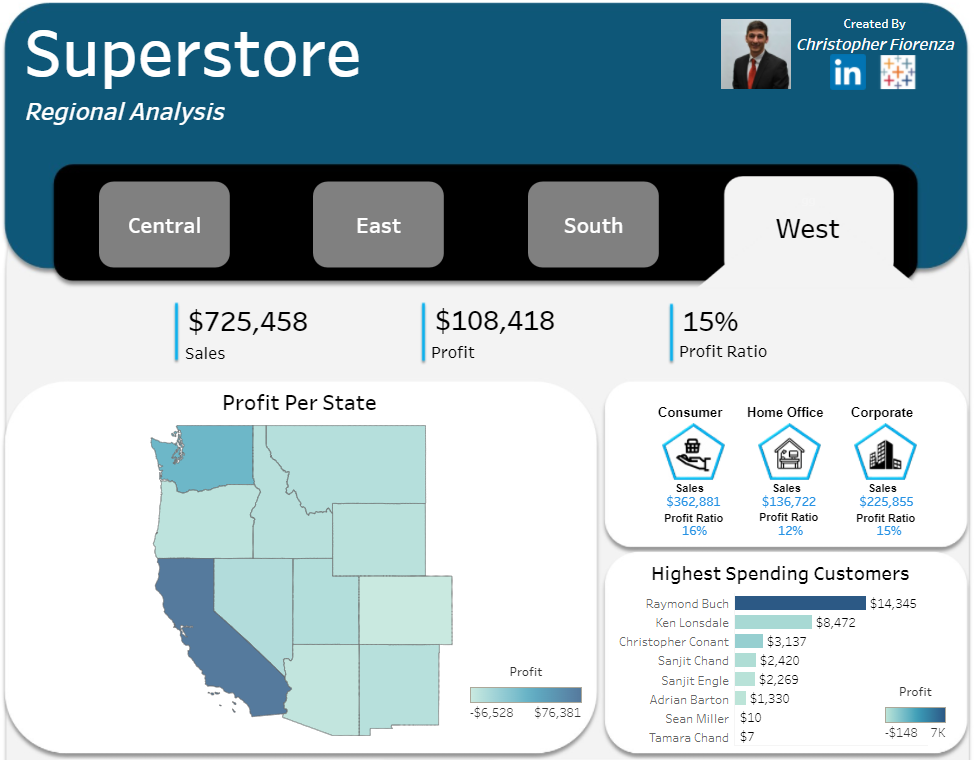 Superstore
Regional Analysis
Created By
Christopher Fiorenza
in
Central
East
South
West
$725,458
Sales
$108,418
Profit
15%
Profit Ratio
Profit Per State
Profit
-$6,528 $76,381
Consumer Home Office Corporate
Sales Sales Sales
$362,881 $136,722 $225,855
Profit Ratio Profit Ratio Profit Ratio
16% 12% 15%
Highest Spending Customers
Raymond Buch $14,345
Ken Lonsdale $8,472
Christopher Conant $3,137
Sanjit Chand $2,420
Sanjit Engle $2,269
Adrian Barton $1,330
Sean Miller $10
Tamara Chand $7
Profit
-$148 7K